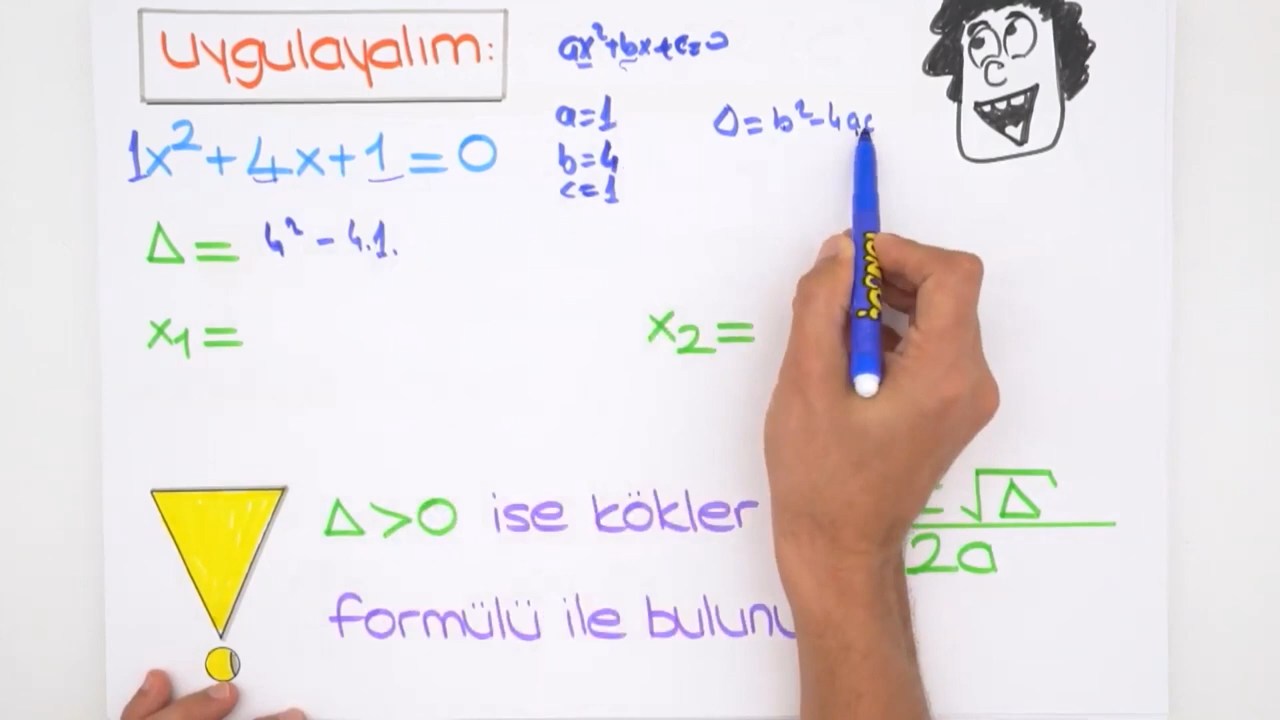 Uygulayalım:
ax²+bx+c=0
1x²+4x+1=0
a=1
b=4
c=1
Δ=b²-4ac
Δ= 4²-4.1.
x₁=
x₂=
Δ>0 ise kökler
√Δ
2a
formülü ile